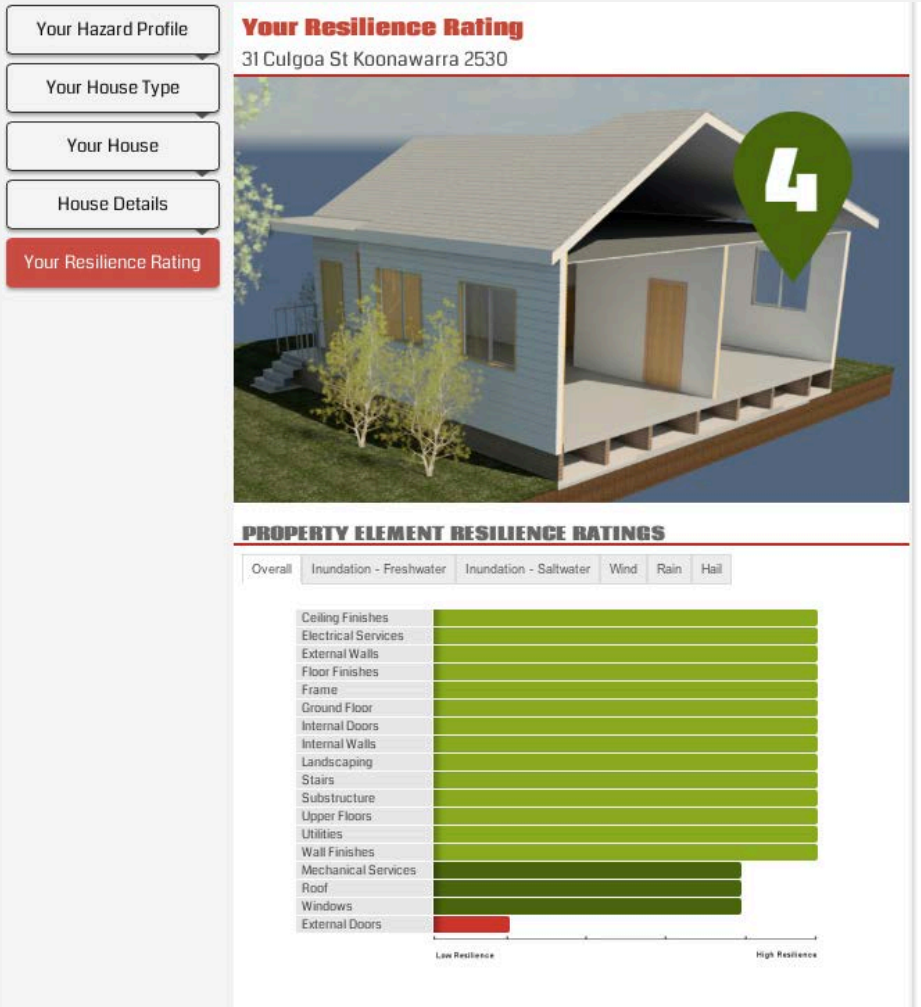 Your Hazard Profile
Your House Type
Your House
House Details
Your Resilience Rating
Your Resilience Rating
31 Culgoa St Koonawarra 2530
4
PROPERTY ELEMENT RESILIENCE RATINGS
Overall Inundation - Freshwater Inundation - Saltwater Wind Rain Hail
Ceiling Finishes
Electrical Services
External Walls
Floor Finishes
Frame
Ground Floor
Internal Doors
Internal Walls
Landscaping
Stairs
Substructure
Upper Floors
Utilities
Wall Finishes
Mechanical Services
Roof
Windows
External Doors
Low Resilience High Resilience